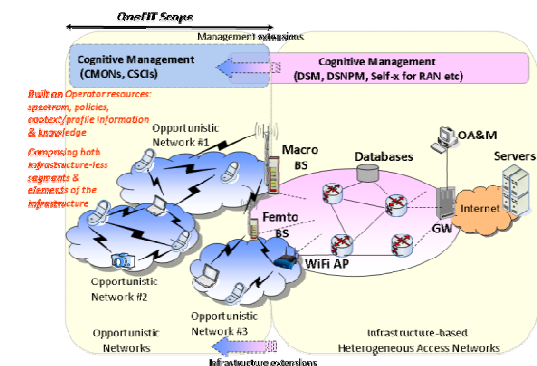 OneFIT Scope
Management extensions
Cognitive Management
(CMONs, CSCIs)
Cognitive Management
(DSM, DSNPM, Self-x for RAN etc)
Built on Operator resources:
spectrum, policies,
context/profile information
& knowledge
Comprising both
infrastructure-less
segments &
elements of the
infrastructure
Opportunistic
Network #1
Macro
BS
Databases
OA&M
Servers
Femto
BS
GW
Internet
WiFi AP
Opportunistic
Network #2
Opportunistic
Network #3
Opportunistic
Networks
Infrastructure-based
Heterogeneous Access Networks
Infrastructure extensions